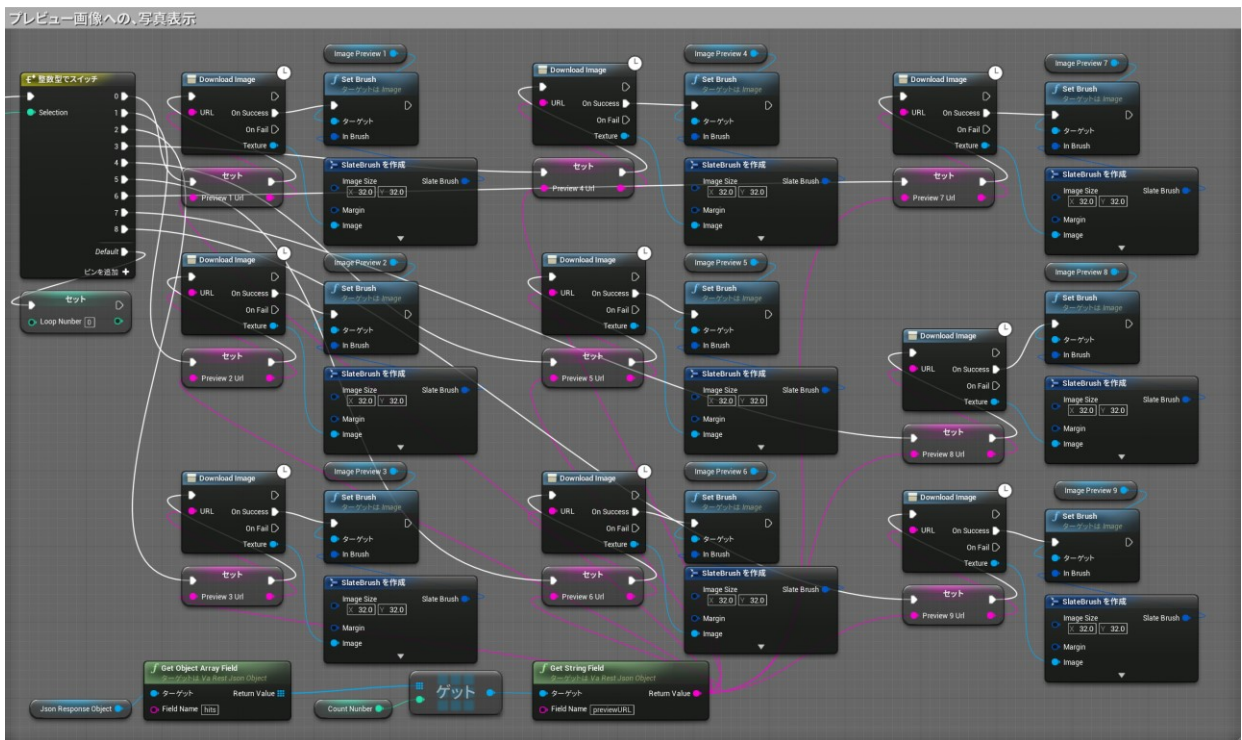 プレビュー画像への、写真表示
整数型でスイッチ
Selection
0
1
2
3
4
5
6
7
8
Default
ピンを追加 +
セット
Loop Nunber 0
Download Image
URL
On Success
On Fail
Texture
セット
Preview 1 Url
Image Preview 1
Set Brush
ターゲットは Image
ターゲット
In Brush
SlateBrush を作成
Image Size
X 32.0 Y 32.0
Slate Brush
Margin
Image
Download Image
URL
On Success
On Fail
Texture
セット
Preview 2 Url
Image Preview 2
Set Brush
ターゲットは Image
ターゲット
In Brush
SlateBrush を作成
Image Size
X 32.0 Y 32.0
Slate Brush
Margin
Image
Download Image
URL
On Success
On Fail
Texture
セット
Preview 3 Url
Image Preview 3
Set Brush
ターゲットは Image
ターゲット
In Brush
SlateBrush を作成
Image Size
X 32.0 Y 32.0
Slate Brush
Margin
Image
Download Image
URL
On Success
On Fail
Texture
セット
Preview 4 Url
Image Preview 4
Set Brush
ターゲットは Image
ターゲット
In Brush
SlateBrush を作成
Image Size
X 32.0 Y 32.0
Slate Brush
Margin
Image
Download Image
URL
On Success
On Fail
Texture
セット
Preview 5 Url
Image Preview 5
Set Brush
ターゲットは Image
ターゲット
In Brush
SlateBrush を作成
Image Size
X 32.0 Y 32.0
Slate Brush
Margin
Image
Download Image
URL
On Success
On Fail
Texture
セット
Preview 6 Url
Image Preview 6
Set Brush
ターゲットは Image
ターゲット
In Brush
SlateBrush を作成
Image Size
X 32.0 Y 32.0
Slate Brush
Margin
Image
Download Image
URL
On Success
On Fail
Texture
セット
Preview 7 Url
Image Preview 7
Set Brush
ターゲットは Image
ターゲット
In Brush
SlateBrush を作成
Image Size
X 32.0 Y 32.0
Slate Brush
Margin
Image
Download Image
URL
On Success
On Fail
Texture
セット
Preview 8 Url
Image Preview 8
Set Brush
ターゲットは Image
ターゲット
In Brush
SlateBrush を作成
Image Size
X 32.0 Y 32.0
Slate Brush
Margin
Image
Download Image
URL
On Success
On Fail
Texture
セット
Preview 9 Url
Image Preview 9
Set Brush
ターゲットは Image
ターゲット
In Brush
SlateBrush を作成
Image Size
X 32.0 Y 32.0
Slate Brush
Margin
Image
Json Response Object
Get Object Array Field
ターゲットは Va Rest Json Object
ターゲット
Return Value
Field Name hits
Count Nunber
ゲット
Get String Field
ターゲットは Va Rest Json Object
ターゲット
Return Value
Field Name previewURL